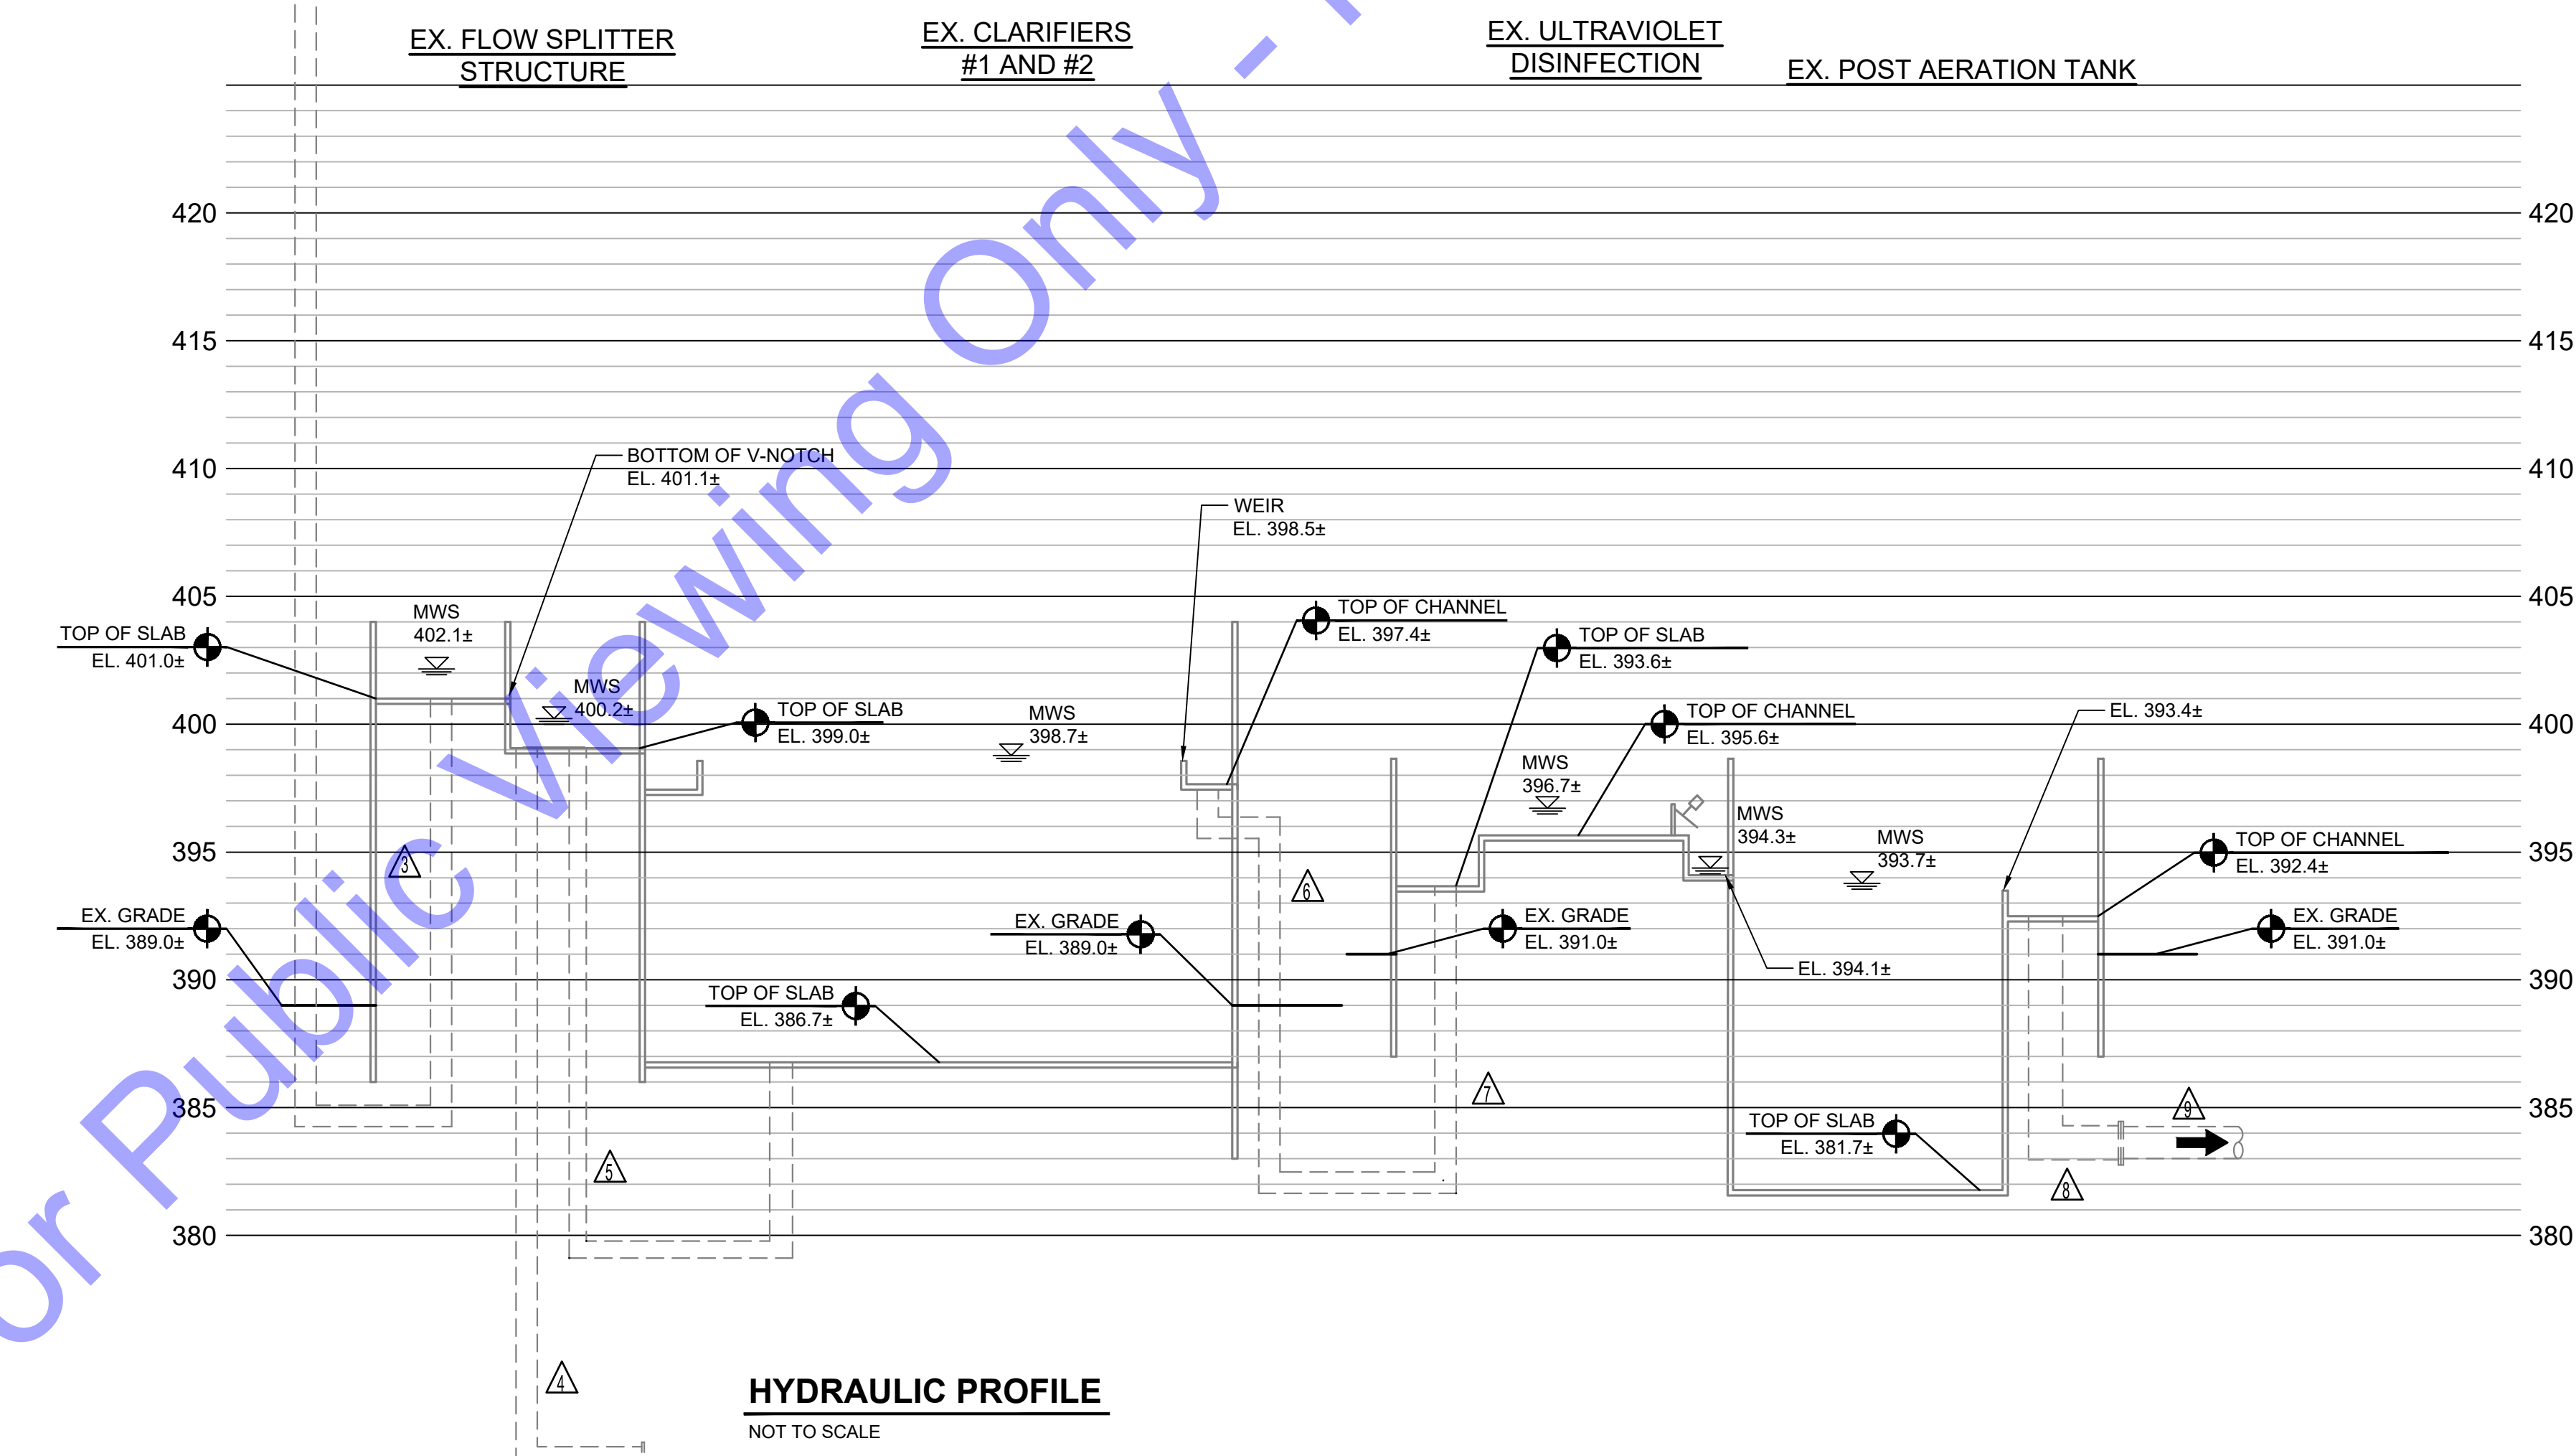 EX. FLOW SPLITTER
STRUCTURE
EX. CLARIFIERS
#1 AND #2
EX. ULTRAVIOLET
DISINFECTION
EX. POST AERATION TANK
420
420
415
415
410
410
405
405
400
400
395
395
390
390
385
385
380
380
BOTTOM OF V-NOTCH
EL. 401.1±
WEIR
EL. 398.5±
TOP OF SLAB
EL. 401.0±
MWS
402.1±
MWS
400.2±
TOP OF SLAB
EL. 399.0±
MWS
398.7±
TOP OF CHANNEL
EL. 397.4±
TOP OF SLAB
EL. 393.6±
TOP OF CHANNEL
EL. 395.6±
MWS
396.7±
MWS
394.3±
MWS
393.7±
EL. 393.4±
TOP OF CHANNEL
EL. 392.4±
EX. GRADE
EL. 389.0±
EX. GRADE
EL. 389.0±
EX. GRADE
EL. 391.0±
EL. 394.1±
EX. GRADE
EL. 391.0±
TOP OF SLAB
EL. 386.7±
TOP OF SLAB
EL. 381.7±
3
4
5
6
7
8
9
HYDRAULIC PROFILE
NOT TO SCALE
or Public Viewing Only -